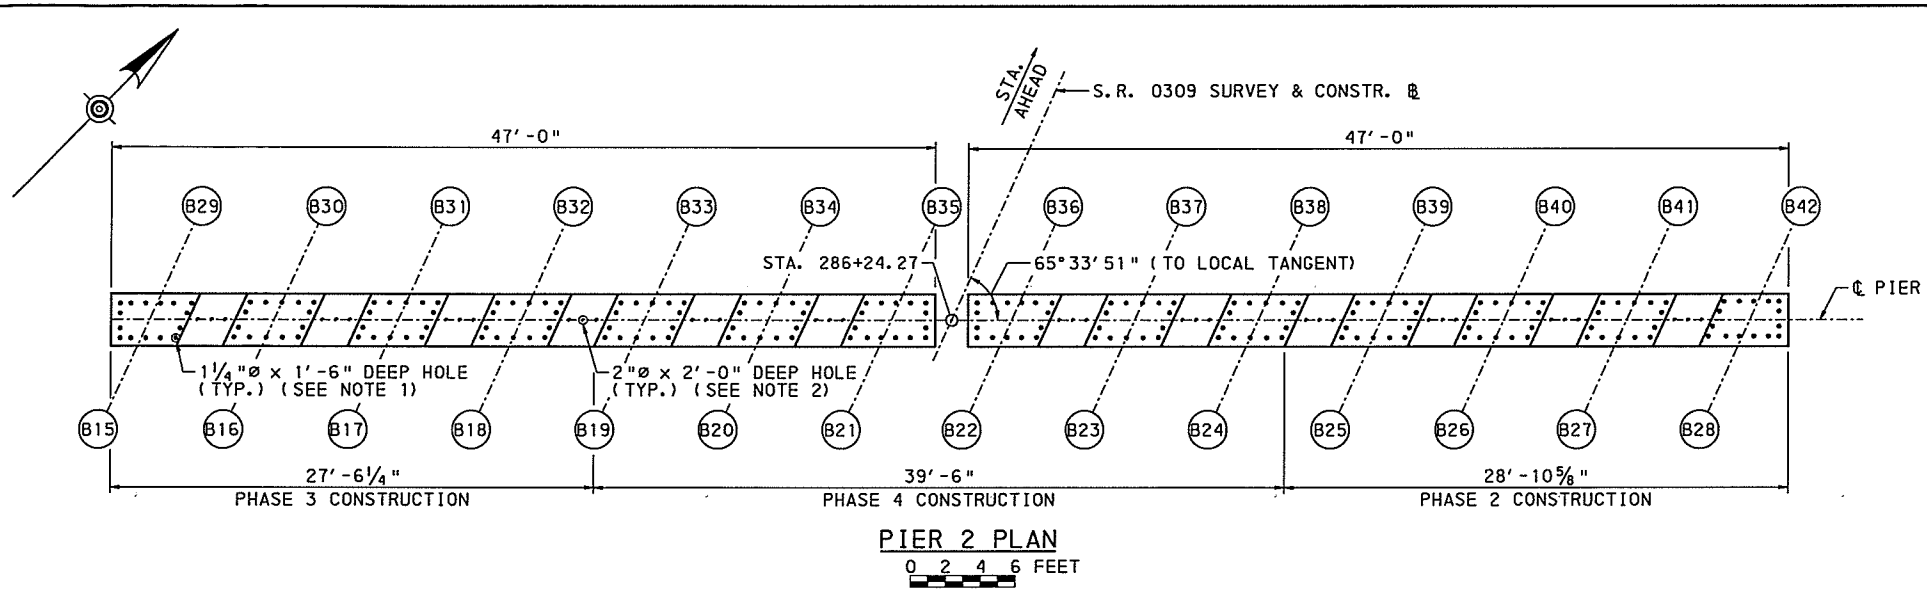 STA.
AHEAD
S.R. 0309 SURVEY & CONSTR. ℄
47'-0"
47'-0"
B29
B30
B31
B32
B33
B34
B35
B36
B37
B38
B39
B40
B41
B42
STA. 286+24.27
65°33'51" (TO LOCAL TANGENT)
℄ PIER
1¼"Ø x 1'-6" DEEP HOLE
(TYP.) (SEE NOTE 1)
2"Ø x 2'-0" DEEP HOLE
(TYP.) (SEE NOTE 2)
B15
B16
B17
B18
B19
B20
B21
B22
B23
B24
B25
B26
B27
B28
27'-6¼"
39'-6"
28'-10⅝"
PHASE 3 CONSTRUCTION
PHASE 4 CONSTRUCTION
PHASE 2 CONSTRUCTION
PIER 2 PLAN
0 2 4 6 FEET